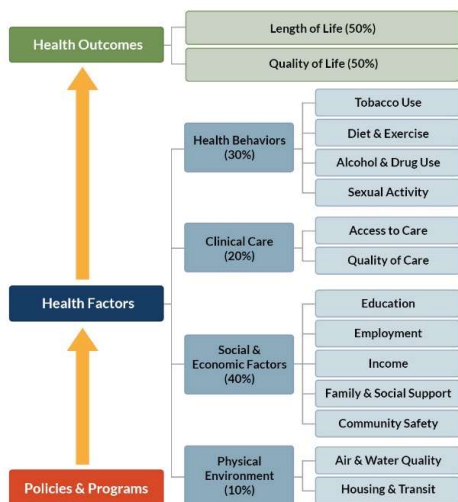 Health Outcomes
Length of Life (50%)
Quality of Life (50%)
Health Factors
Health Behaviors
(30%)
Tobacco Use
Diet & Exercise
Alcohol & Drug Use
Sexual Activity
Clinical Care
(20%)
Access to Care
Quality of Care
Social &
Economic Factors
(40%)
Education
Employment
Income
Family & Social Support
Community Safety
Physical
Environment
(10%)
Air & Water Quality
Housing & Transit
Policies & Programs